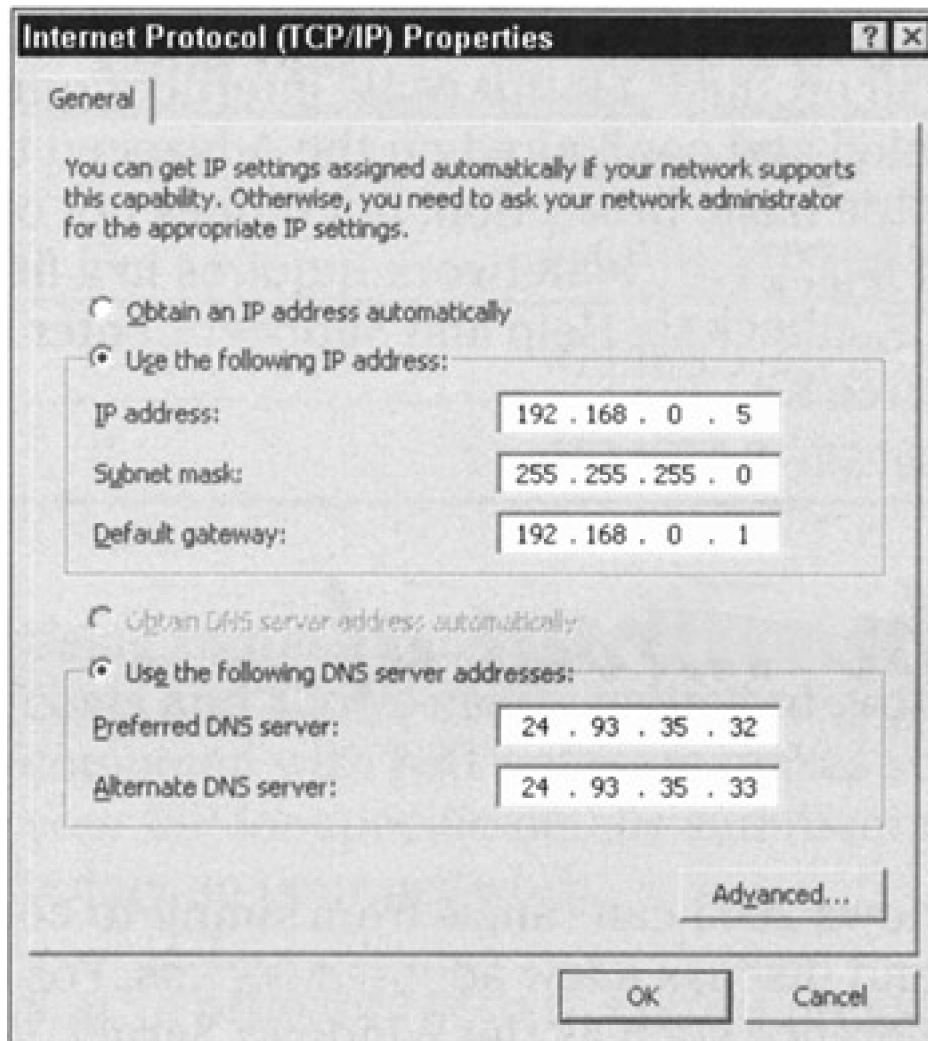 Internet Protocol (TCP/IP) Properties
General
You can get IP settings assigned automatically if your network supports
this capability. Otherwise, you need to ask your network administrator
for the appropriate IP settings.
Obtain an IP address automatically
Use the following IP address:
IP address: 192 . 168 . 0 . 5
Subnet mask: 255 . 255 . 255 . 0
Default gateway: 192 . 168 . 0 . 1
Obtain DNS server address automatically
Use the following DNS server addresses:
Preferred DNS server: 24 . 93 . 35 . 32
Alternate DNS server: 24 . 93 . 35 . 33
Advanced...
OK Cancel